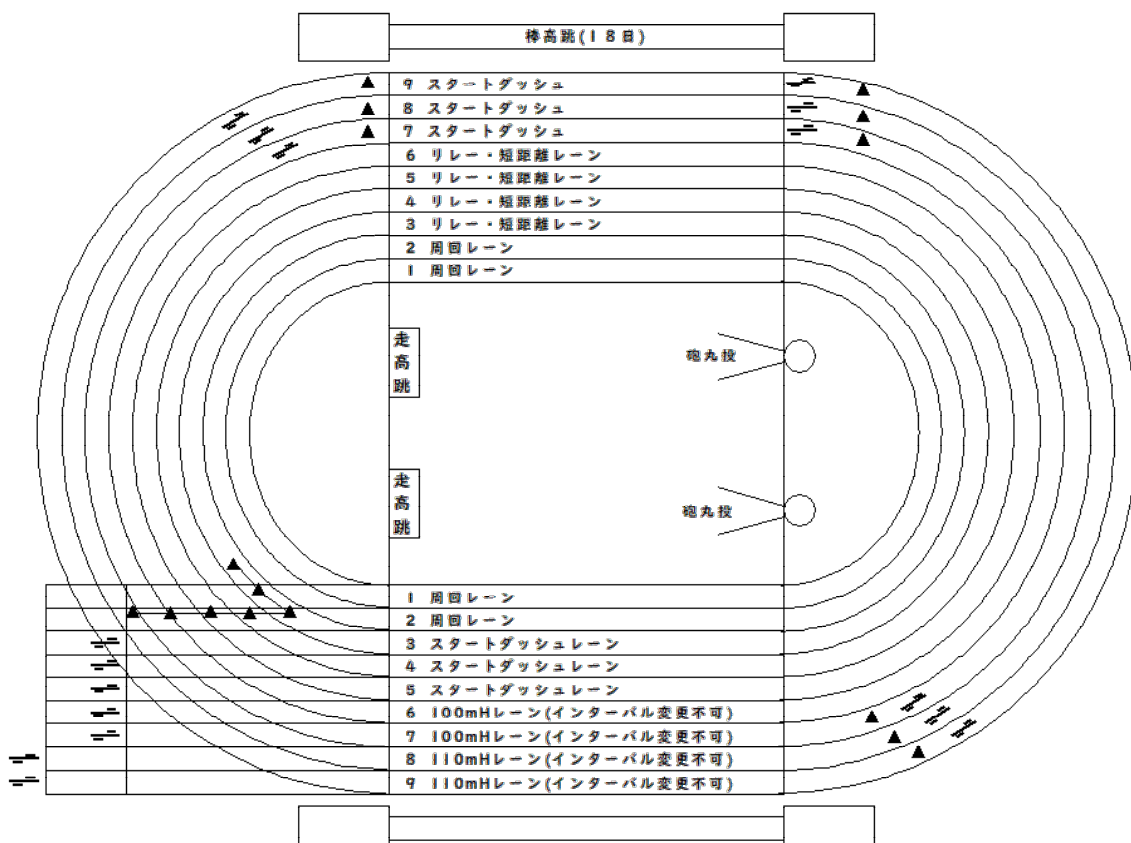 棒高跳(18日)
9 スタートダッシュ
8 スタートダッシュ
7 スタートダッシュ
6 リレー・短距離レーン
5 リレー・短距離レーン
4 リレー・短距離レーン
3 リレー・短距離レーン
2 周回レーン
1 周回レーン
走高跳
砲丸投
走高跳
砲丸投
1 周回レーン
2 周回レーン
3 スタートダッシュレーン
4 スタートダッシュレーン
5 スタートダッシュレーン
6 100mHレーン(インターバル変更不可)
7 100mHレーン(インターバル変更不可)
8 110mHレーン(インターバル変更不可)
9 110mHレーン(インターバル変更不可)